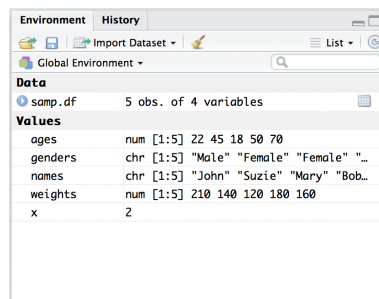 Environment History
Import Dataset List
Global Environment
Data
samp.df 5 obs. of 4 variables
Values
ages num [1:5] 22 45 18 50 70
genders chr [1:5] "Male" "Female" "Female" "…
names chr [1:5] "John" "Suzie" "Mary" "Bob…
weights num [1:5] 210 140 120 180 160
x 2